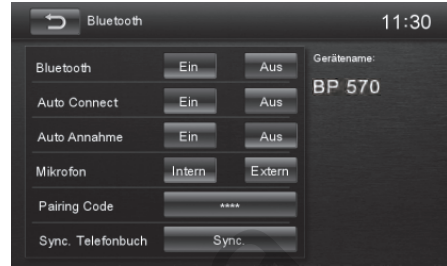 Bluetooth 11:30
Bluetooth Ein Aus
Gerätename:
BP 570
Auto Connect Ein Aus
Auto Annahme Ein Aus
Mikrofon Intern Extern
Pairing Code ****
Sync. Telefonbuch Sync.